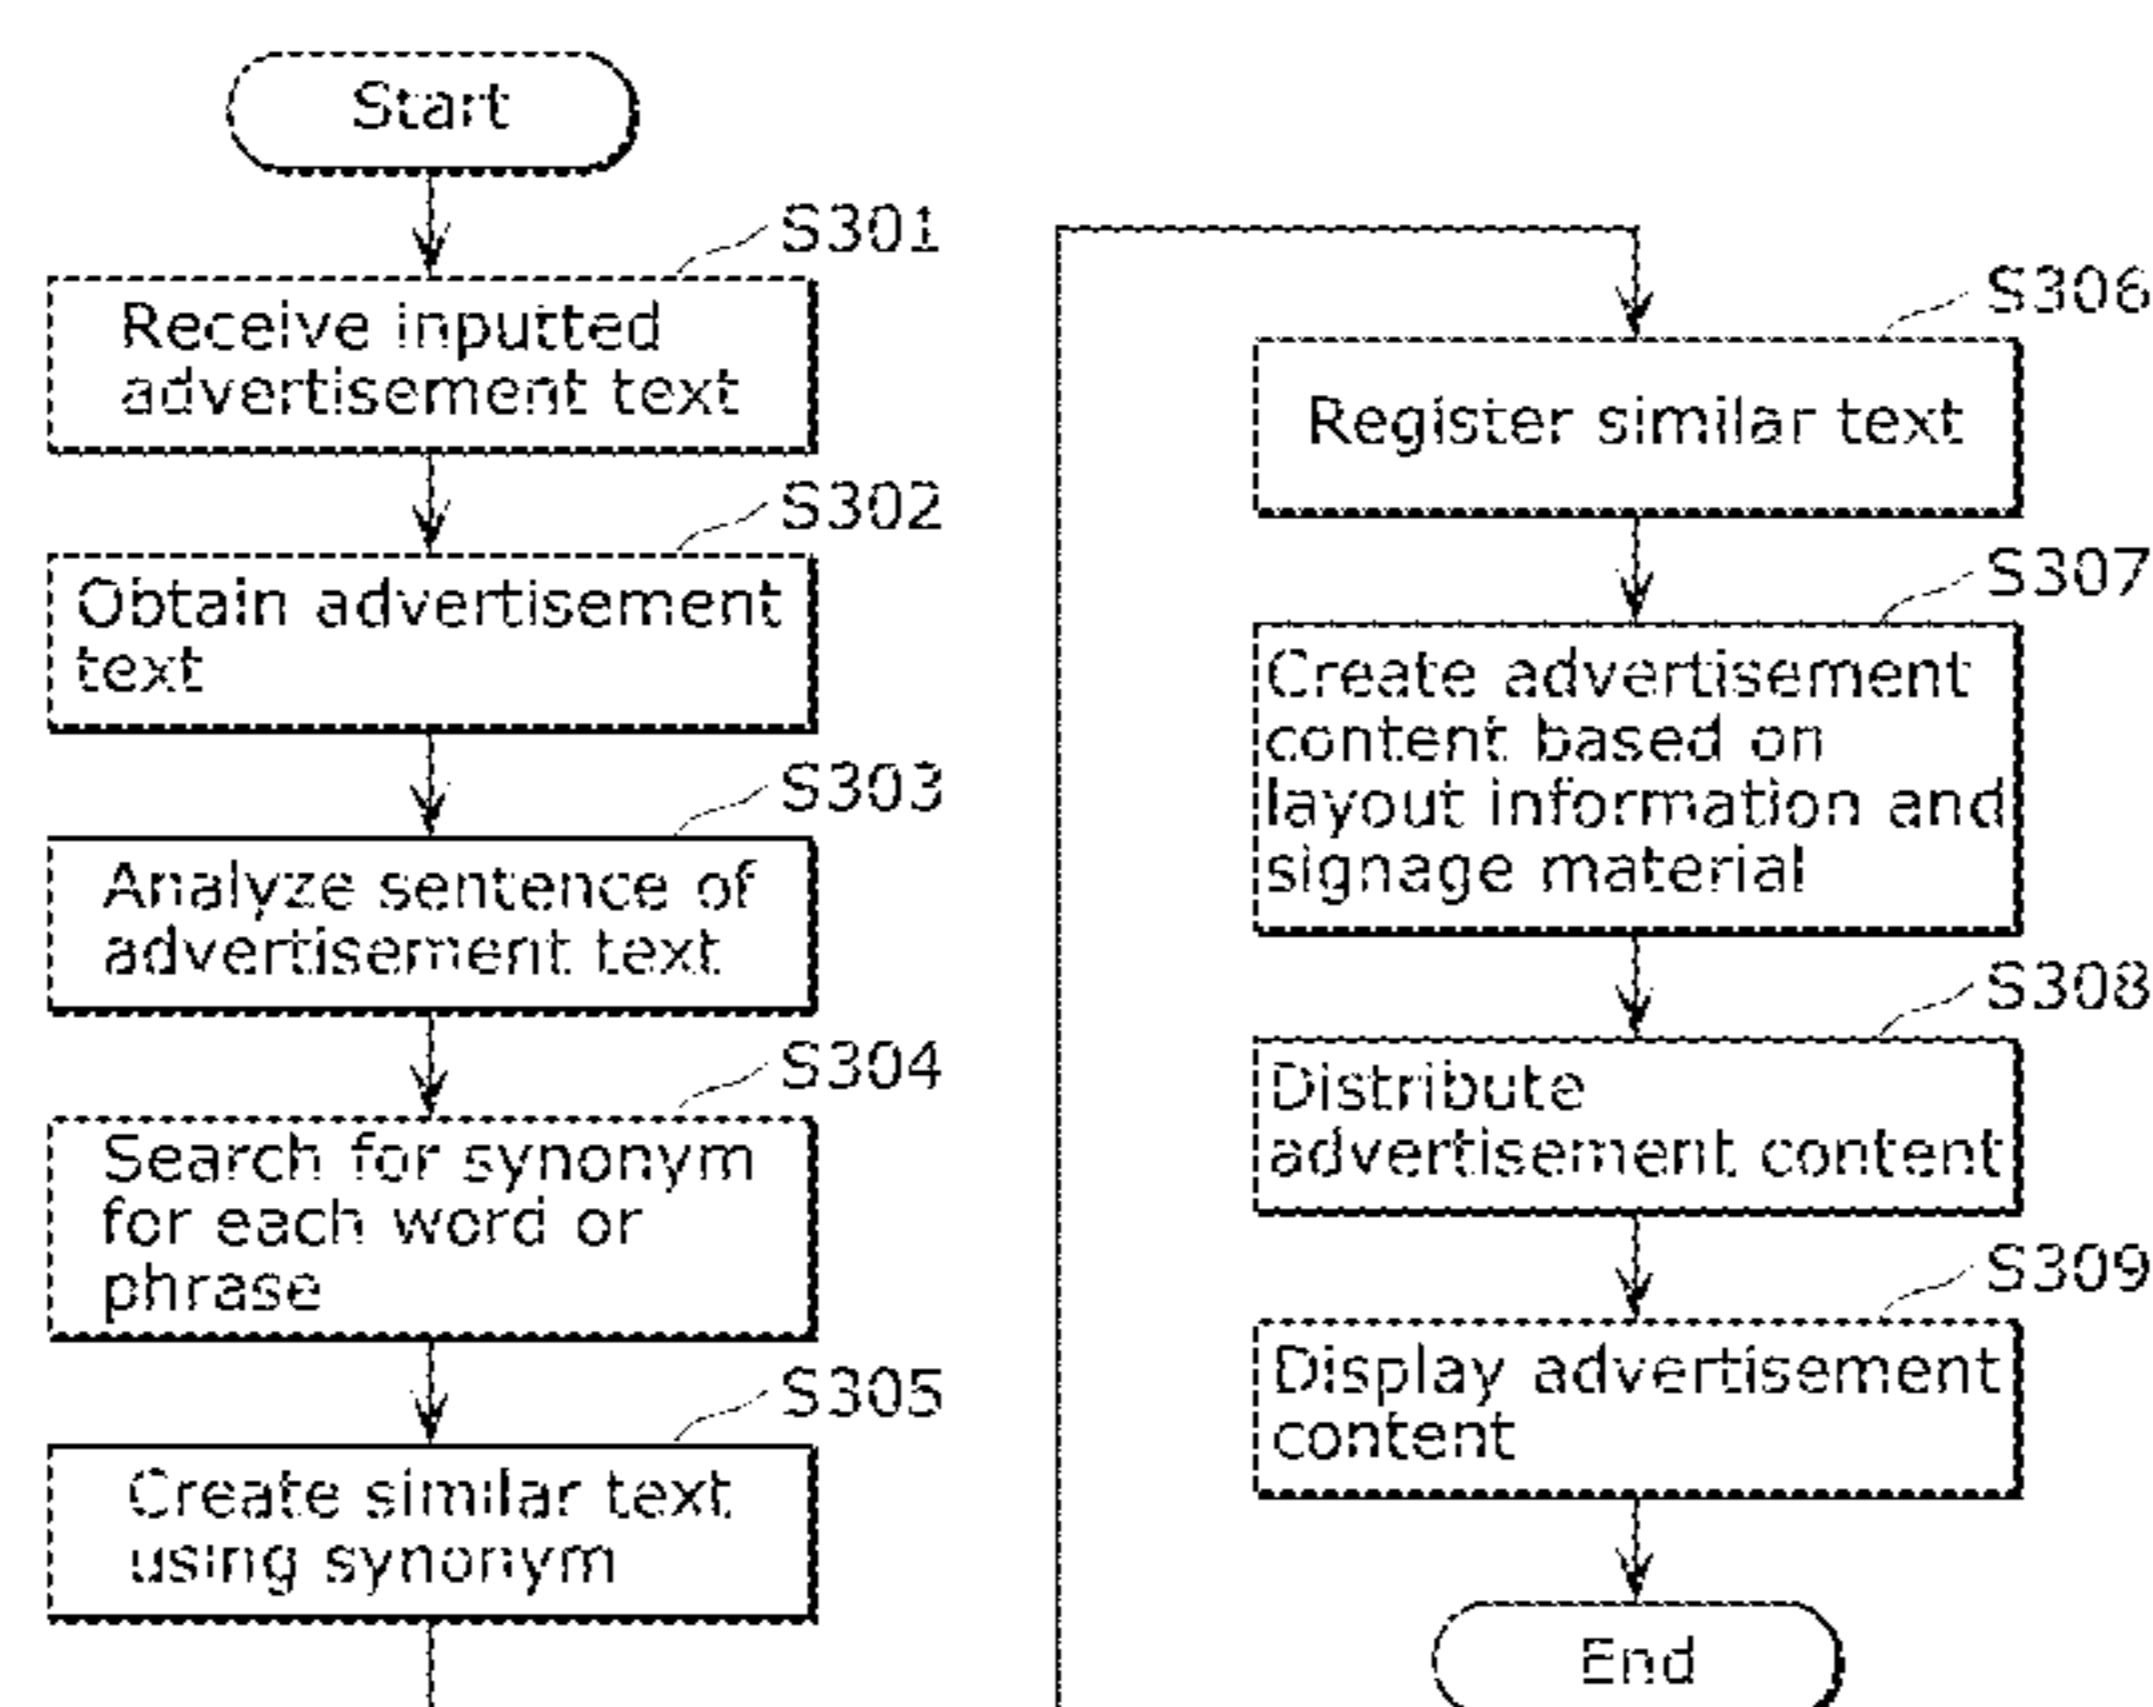 Start
S301
Receive inputted
advertisement text
S302
Obtain advertisement
text
S303
Analyze sentence of
advertisement text
S304
Search for synonym
for each word or
phrase
S305
Create similar text
using synonym
S306
Register similar text
S307
Create advertisement
content based on
layout information and
signage material
S308
Distribute
advertisement content
S309
Display advertisement
content
End